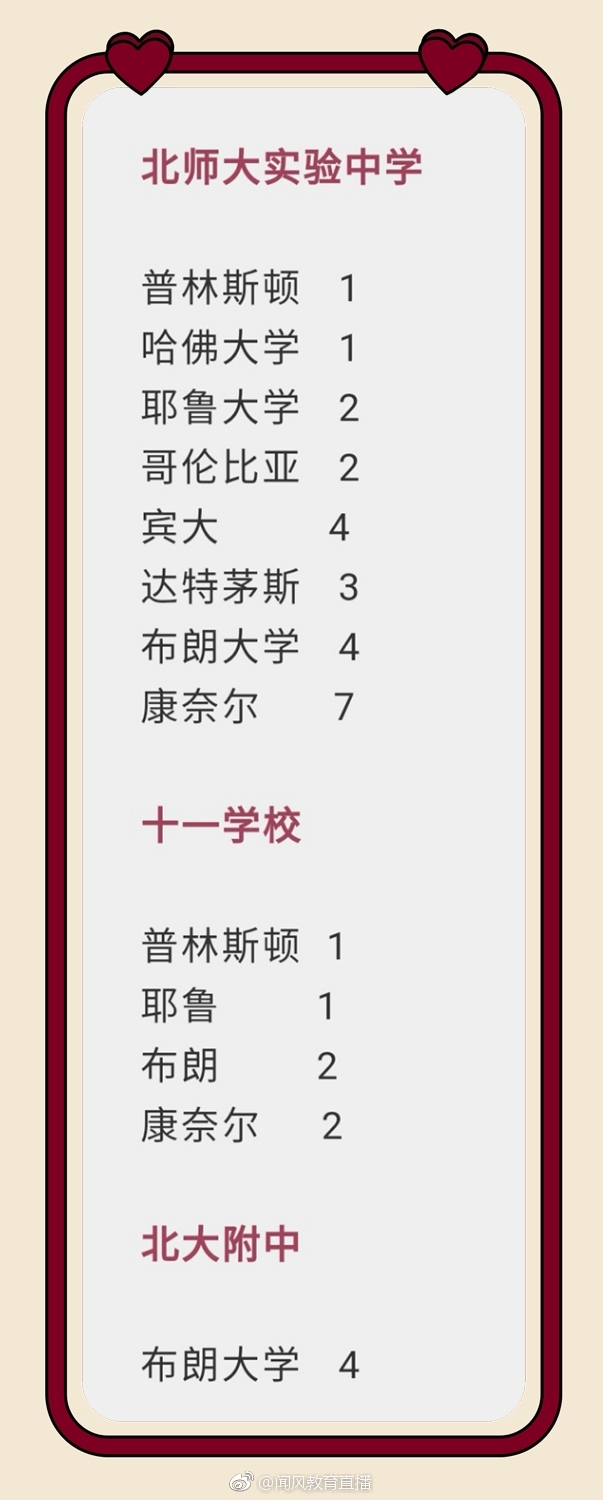 北师大实验中学
普林斯顿 1
哈佛大学 1
耶鲁大学 2
哥伦比亚 2
宾大 4
达特茅斯 3
布朗大学 4
康奈尔 7
十一学校
普林斯顿 1
耶鲁 1
布朗 2
康奈尔 2
北大附中
布朗大学 4
@闻风教育直播